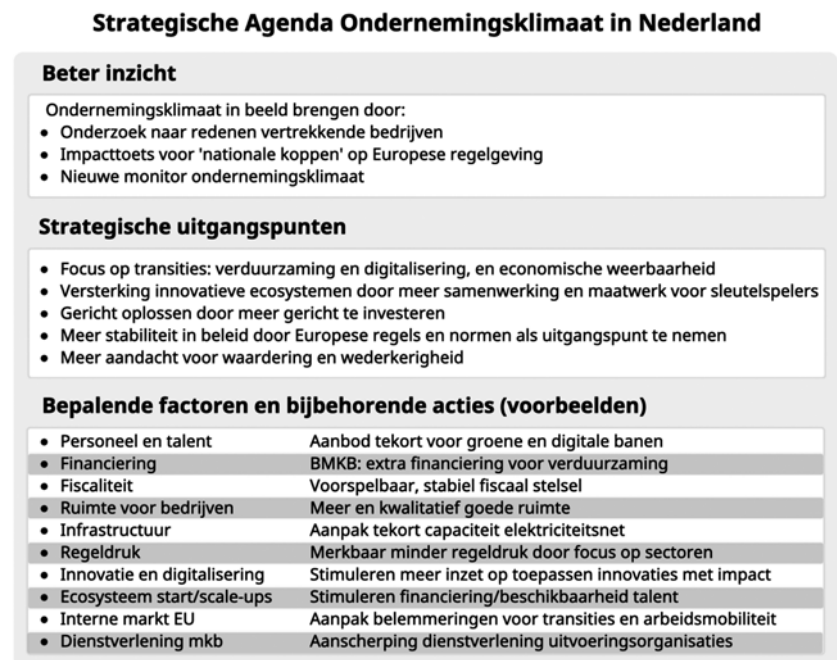 Strategische Agenda Ondernemingsklimaat in Nederland
Beter inzicht
Ondernemingsklimaat in beeld brengen door:
• Onderzoek naar redenen vertrekkende bedrijven
• Impacttoets voor 'nationale koppen' op Europese regelgeving
• Nieuwe monitor ondernemingsklimaat
Strategische uitgangspunten
• Focus op transities: verduurzaming en digitalisering, en economische weerbaarheid
• Versterking innovatieve ecosystemen door meer samenwerking en maatwerk voor sleutelspelers
• Gericht oplossen door meer gericht te investeren
• Meer stabiliteit in beleid door Europese regels en normen als uitgangspunt te nemen
• Meer aandacht voor waardering en wederkerigheid
Bepalende factoren en bijbehorende acties (voorbeelden)
• Personeel en talent Aanbod tekort voor groene en digitale banen
• Financiering BMKB: extra financiering voor verduurzaming
• Fiscaliteit Voorspelbaar, stabiel fiscaal stelsel
• Ruimte voor bedrijven Meer en kwalitatief goede ruimte
• Infrastructuur Aanpak tekort capaciteit elektriciteitsnet
• Regeldruk Merkbaar minder regeldruk door focus op sectoren
• Innovatie en digitalisering Stimuleren meer inzet op toepassen innovaties met impact
• Ecosysteem start/scale-ups Stimuleren financiering/beschikbaarheid talent
• Interne markt EU Aanpak belemmeringen voor transities en arbeidsmobiliteit
• Dienstverlening mkb Aanscherping dienstverlening uitvoeringsorganisaties